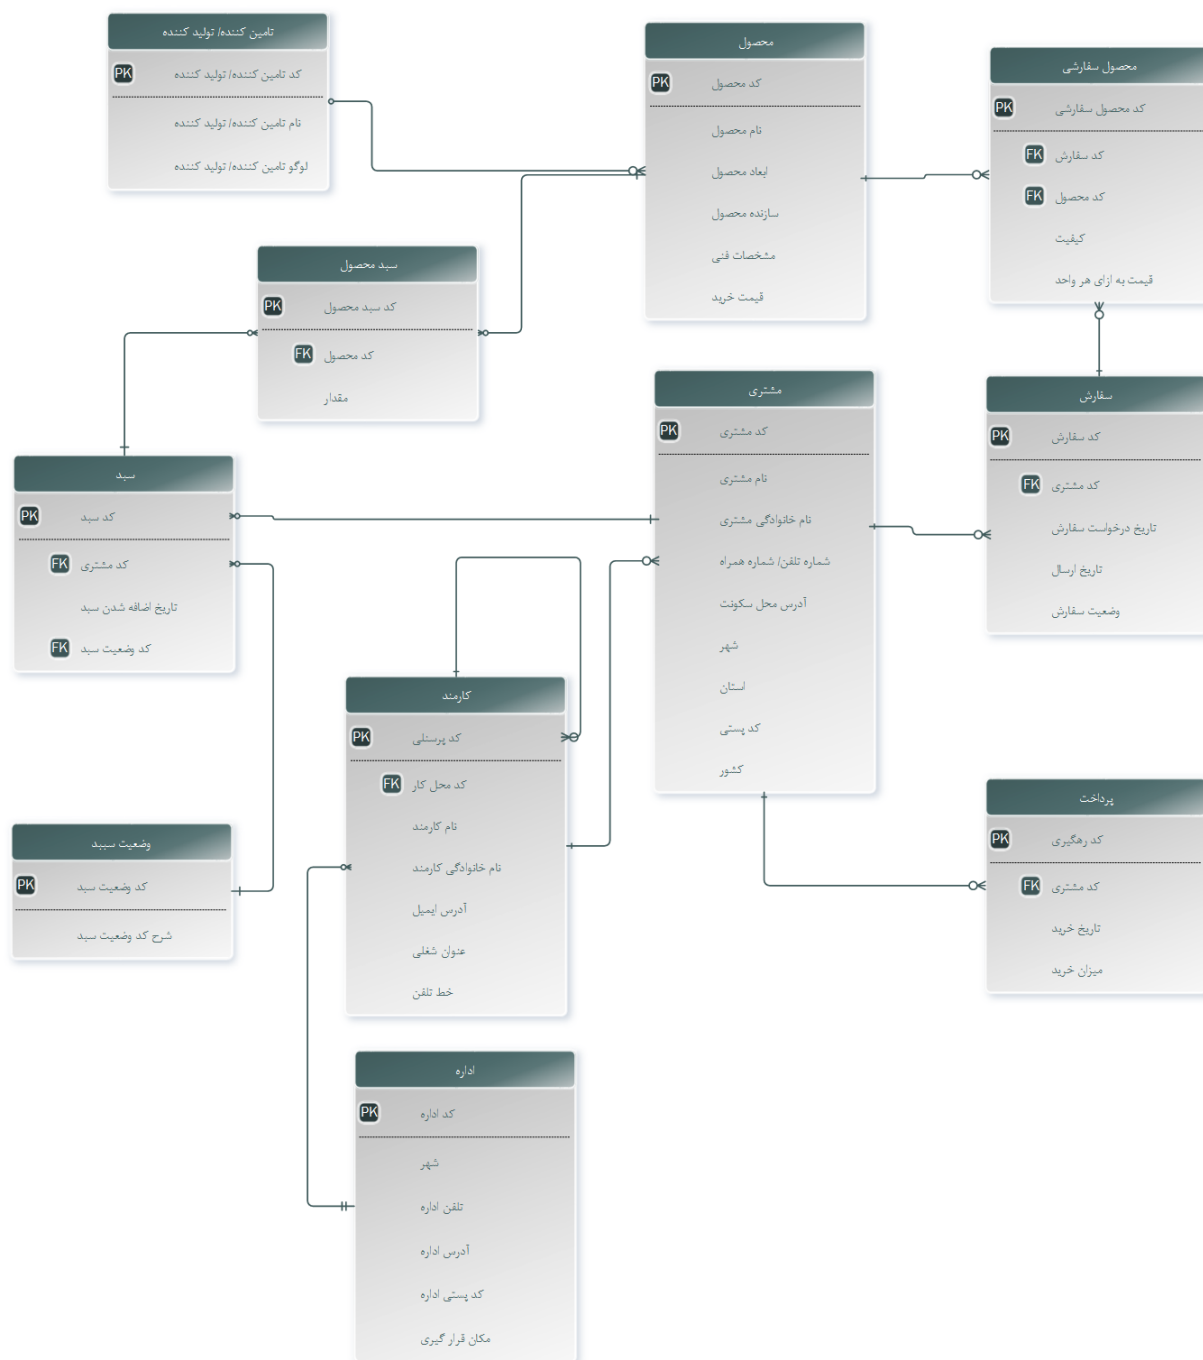 تامین کننده/ تولید کننده
PK
کد تامین کننده/ تولید کننده
نام تامین کننده/ تولید کننده
لوگو تامین کننده/ تولید کننده
محصول
PK
کد محصول
نام محصول
ابعاد محصول
سازنده محصول
مشخصات فنی
قیمت خرید
محصول سفارشی
PK
کد محصول سفارشی
FK
کد سفارش
FK
کد محصول
کیفیت
قیمت به ازای هر واحد
سبد محصول
PK
کد سبد محصول
FK
کد محصول
مقدار
سبد
PK
کد سبد
FK
کد مشتری
تاریخ اضافه شدن سبد
FK
کد وضعیت سبد
مشتری
PK
کد مشتری
نام مشتری
نام خانوادگی مشتری
شماره تلفن/ شماره همراه
آدرس محل سکونت
شهر
استان
کد پستی
کشور
سفارش
PK
کد سفارش
FK
کد مشتری
تاریخ درخواست سفارش
تاریخ ارسال
وضعیت سفارش
کارمند
PK
کد پرسنلی
FK
کد محل کار
نام کارمند
نام خانوادگی کارمند
آدرس ایمیل
عنوان شغلی
خط تلفن
وضعیت سیبد
PK
کد وضعیت سبد
شرح کد وضعیت سبد
پرداخت
PK
کد رهگیری
FK
کد مشتری
تاریخ خرید
میزان خرید
اداره
PK
کد اداره
شهر
تلفن اداره
آدرس اداره
کد پستی اداره
مکان قرار گیری